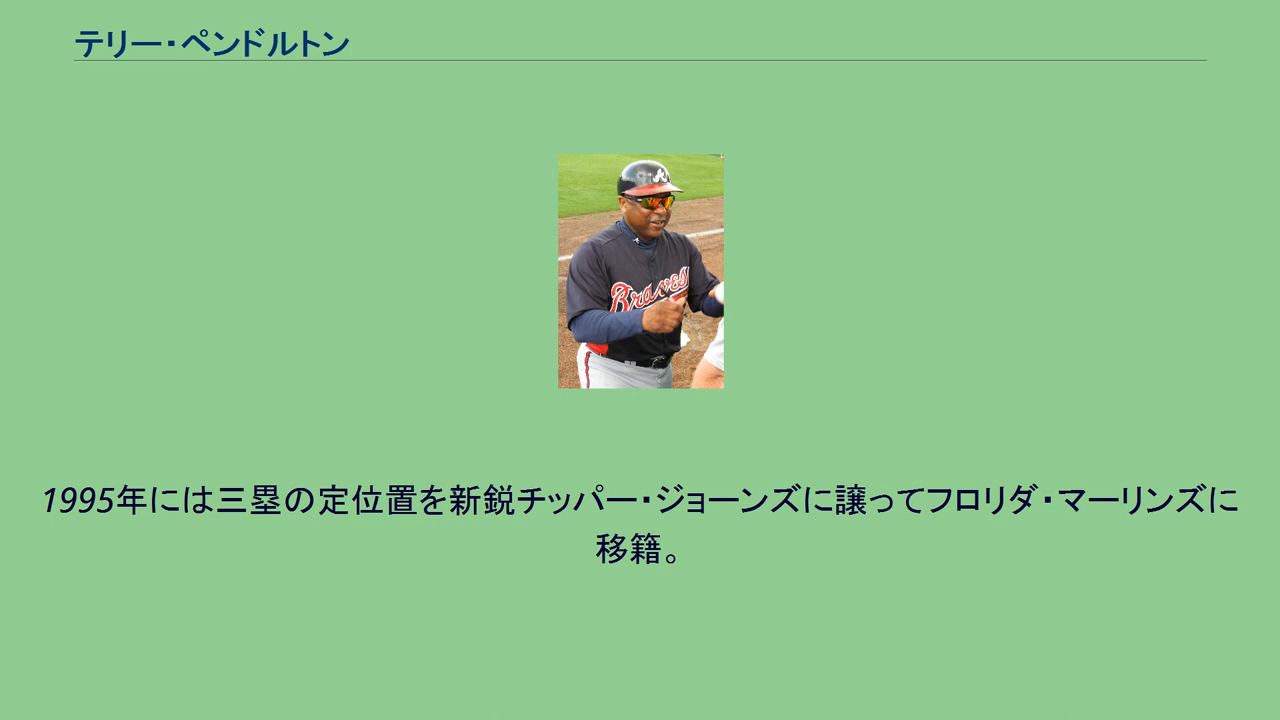 テリー・ペンドルトン
A
Braves
1995年には三塁の定位置を新鋭チッパー・ジョーンズに譲ってフロリダ・マーリンズに
移籍。